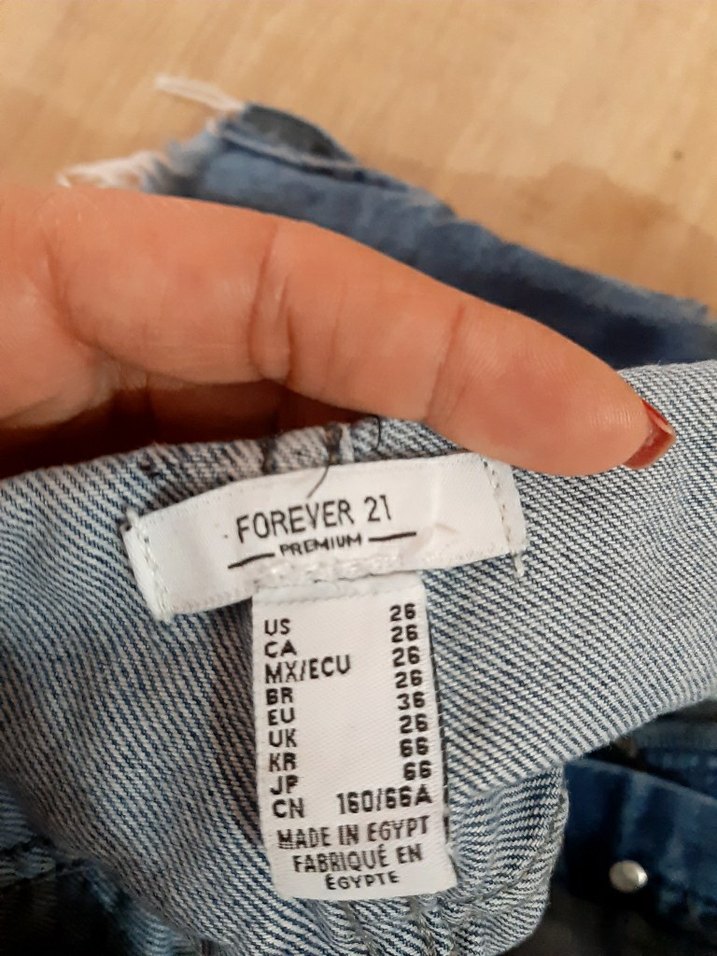 FOREVER 21
PREMIUM
US 26
CA 26
MX/ECU 26
BR 26
EU 36
UK 26
KR 66
JP 66
CN 160/66A
MADE IN EGYPT
FABRIQUÉ EN
ÉGYPTE